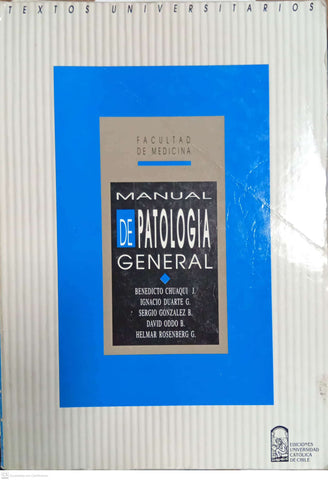 TEXTOS UNIVERSITARIOS
FACULTAD
DE MEDICINA
MANUAL
DE PATOLOGIA
GENERAL
BENEDICTO CHUAQUI J.
IGNACIO DUARTE G.
SERGIO GONZALEZ B.
DAVID ODDO B.
HELMAR ROSENBERG G.
EDICIONES
UNIVERSIDAD
CATOLICA
DE CHILE